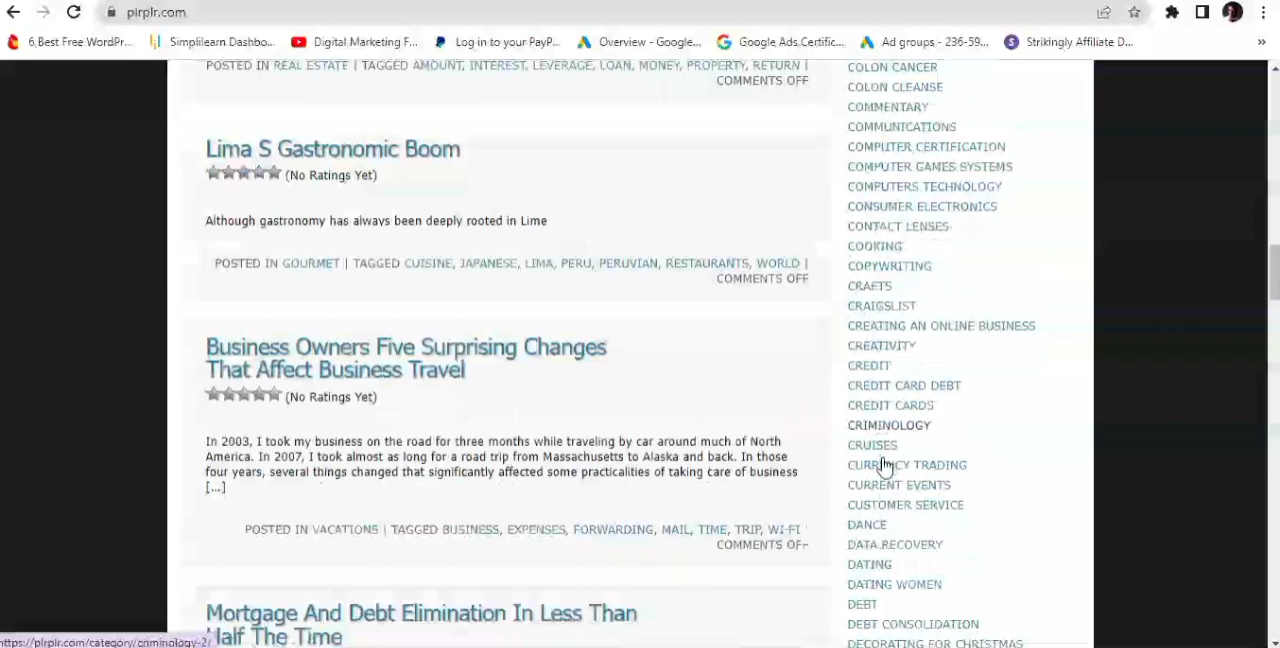 plrplr.com
6 Best Free WordPr...
Simplilearn Dashbo...
Digital Marketing F...
Log in to your PayP...
Overview - Google...
Google Ads Certific...
Ad groups - 236-59...
Strikingly Affiliate D...
»
POSTED IN REAL ESTATE | TAGGED AMOUNT, INTEREST, LEVERAGE, LOAN, MONEY, PROPERTY, RETURN |
COMMENTS OFF
Lima S Gastronomic Boom
(No Ratings Yet)
Although gastronomy has always been deeply rooted in Lime
POSTED IN GOURMET | TAGGED CUISINE, JAPANESE, LIMA, PERU, PERUVIAN, RESTAURANTS, WORLD |
COMMENTS OFF
Business Owners Five Surprising Changes
That Affect Business Travel
(No Ratings Yet)
In 2003, I took my business on the road for three months while traveling by car around much of North
America. In 2007, I took almost as long for a road trip from Massachusetts to Alaska and back. In those
four years, several things changed that significantly affected some practicalities of taking care of business
[...]
POSTED IN VACATIONS | TAGGED BUSINESS, EXPENSES, FORWARDING, MAIL, TIME, TRIP, WI-FI
COMMENTS OFF
Mortgage And Debt Elimination In Less Than
Half The Time
COLON CANCER
COLON CLEANSE
COMMENTARY
COMMUNICATIONS
COMPUTER CERTIFICATION
COMPUTER GAMES SYSTEMS
COMPUTERS TECHNOLOGY
CONSUMER ELECTRONICS
CONTACT LENSES
COOKING
COPYWRITING
CRAFTS
CRAIGSLIST
CREATING AN ONLINE BUSINESS
CREATIVITY
CREDIT
CREDIT CARD DEBT
CREDIT CARDS
CRIMINOLOGY
CRUISES
CURRENCY TRADING
CURRENT EVENTS
CUSTOMER SERVICE
DANCE
DATA RECOVERY
DATING
DATING WOMEN
DEBT
DEBT CONSOLIDATION
DECORATING FOR CHRISTMAS
https://plrplr.com/category/criminology-2/